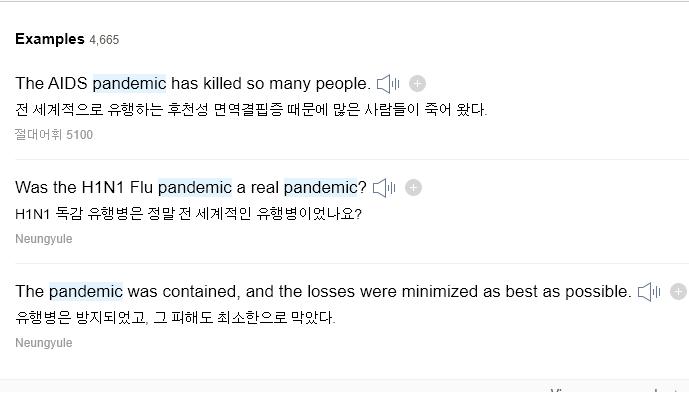 Examples 4,665
The AIDS pandemic has killed so many people.
전 세계적으로 유행하는 후천성 면역결핍증 때문에 많은 사람들이 죽어 왔다.
절대어휘 5100
Was the H1N1 Flu pandemic a real pandemic?
H1N1 독감 유행병은 정말 전 세계적인 유행병이었나요?
Neungyule
The pandemic was contained, and the losses were minimized as best as possible.
유행병은 방지되었고, 그 피해도 최소한으로 막았다.
Neungyule